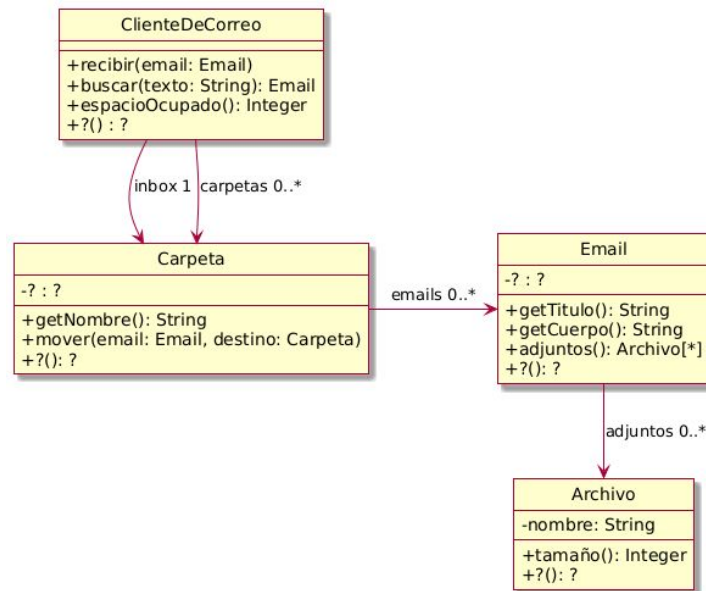 ClienteDeCorreo
+recibir(email: Email)
+buscar(texto: String): Email
+espacioOcupado(): Integer
+?() : ?
inbox 1
carpetas 0..*
Carpeta
-? : ?
+getNombre(): String
+mover(email: Email, destino: Carpeta)
+?(): ?
emails 0..*
Email
-? : ?
+getTitulo(): String
+getCuerpo(): String
+adjuntos(): Archivo[*]
+?(): ?
adjuntos 0..*
Archivo
-nombre: String
+tamaño(): Integer
+?(): ?